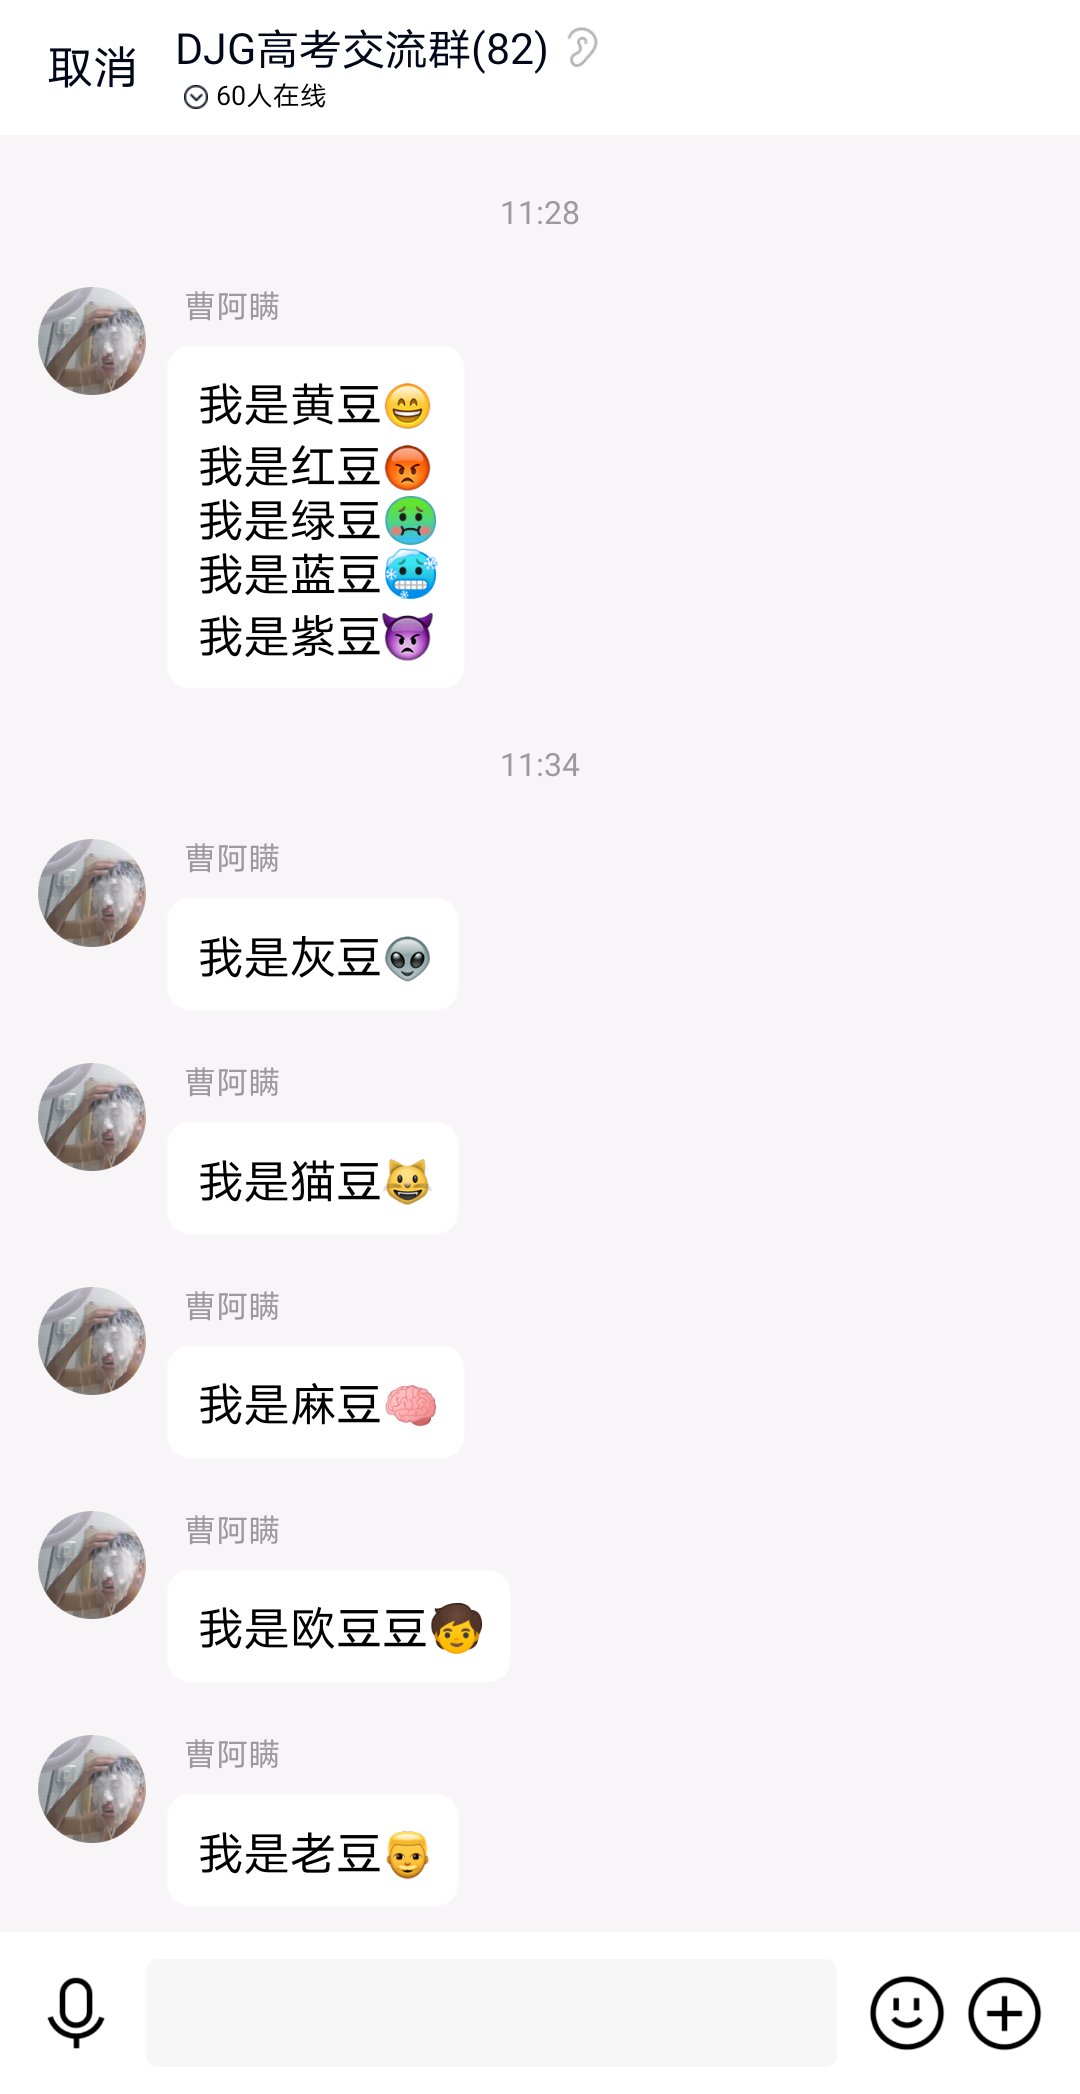 取消
DJG高考交流群(82)
60人在线
11:28
曹阿瞒
我是黄豆😄
我是红豆😡
我是绿豆🤢
我是蓝豆🥶
我是紫豆👿
11:34
曹阿瞒
我是灰豆👽
曹阿瞒
我是猫豆😺
曹阿瞒
我是麻豆🧠
曹阿瞒
我是欧豆豆🧒
曹阿瞒
我是老豆👨